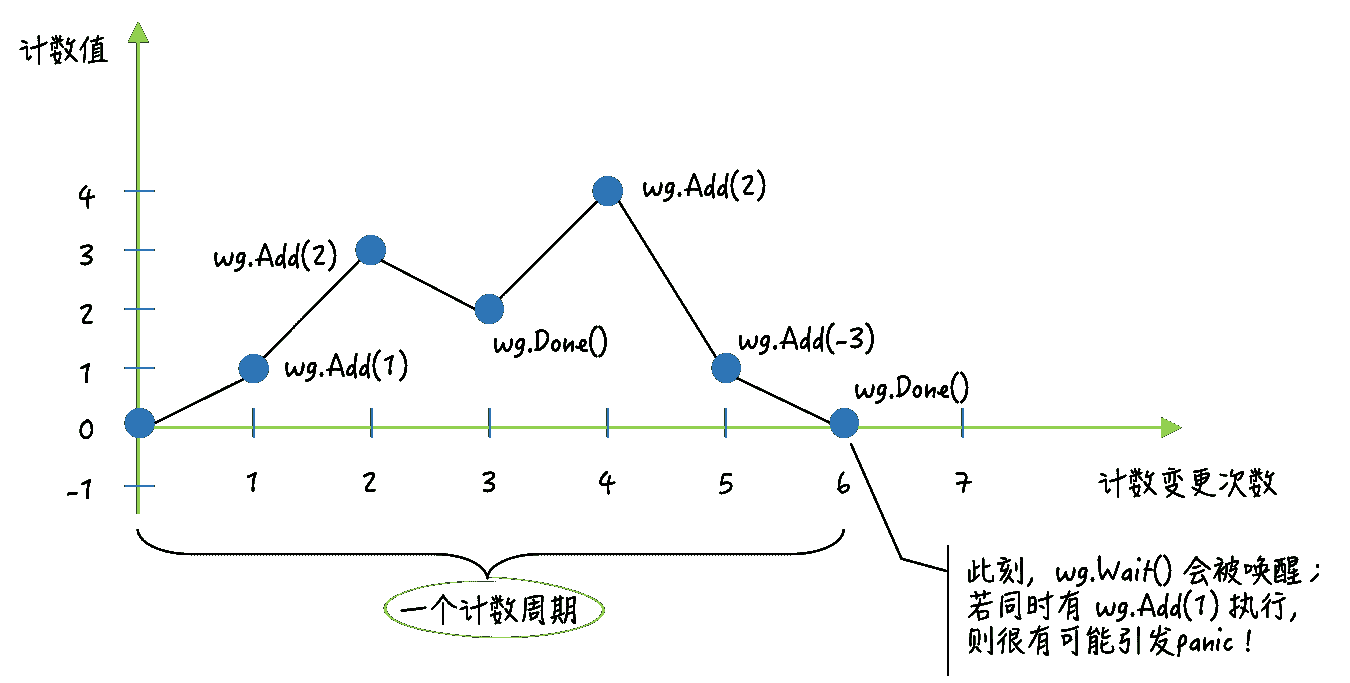 计数值
4
wg.Add(2)
3
wg.Add(2)
2
wg.Done()
wg.Add(-3)
1
wg.Add(1)
wg.Done()
0
-1
1
2
3
4
5
6
7
计数变更次数
一个计数周期
此刻，wg.Wait() 会被唤醒；
若同时有 wg.Add(1) 执行，
则很有可能引发panic！